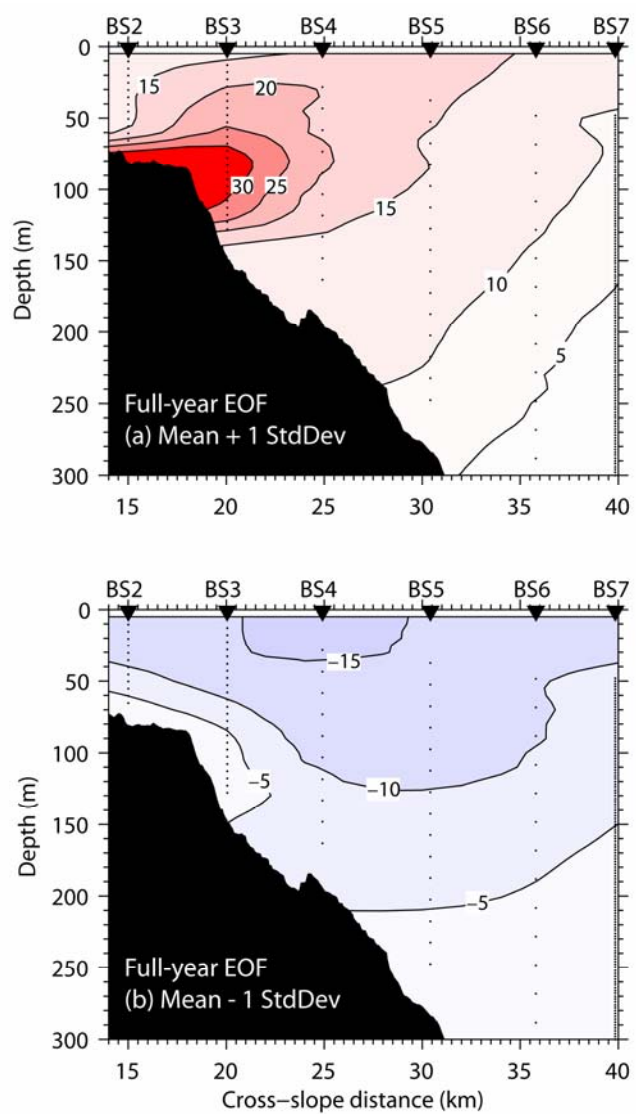 BS2 BS3 BS4 BS5 BS6 BS7
0
50
100
150
200
250
300
Depth (m)
15
20
30
25
15
10
5
Full-year EOF
(a) Mean + 1 StdDev
15 20 25 30 35 40
BS2 BS3 BS4 BS5 BS6 BS7
0
50
100
150
200
250
300
Depth (m)
−15
−5
−10
−5
Full-year EOF
(b) Mean - 1 StdDev
15 20 25 30 35 40
Cross−slope distance (km)